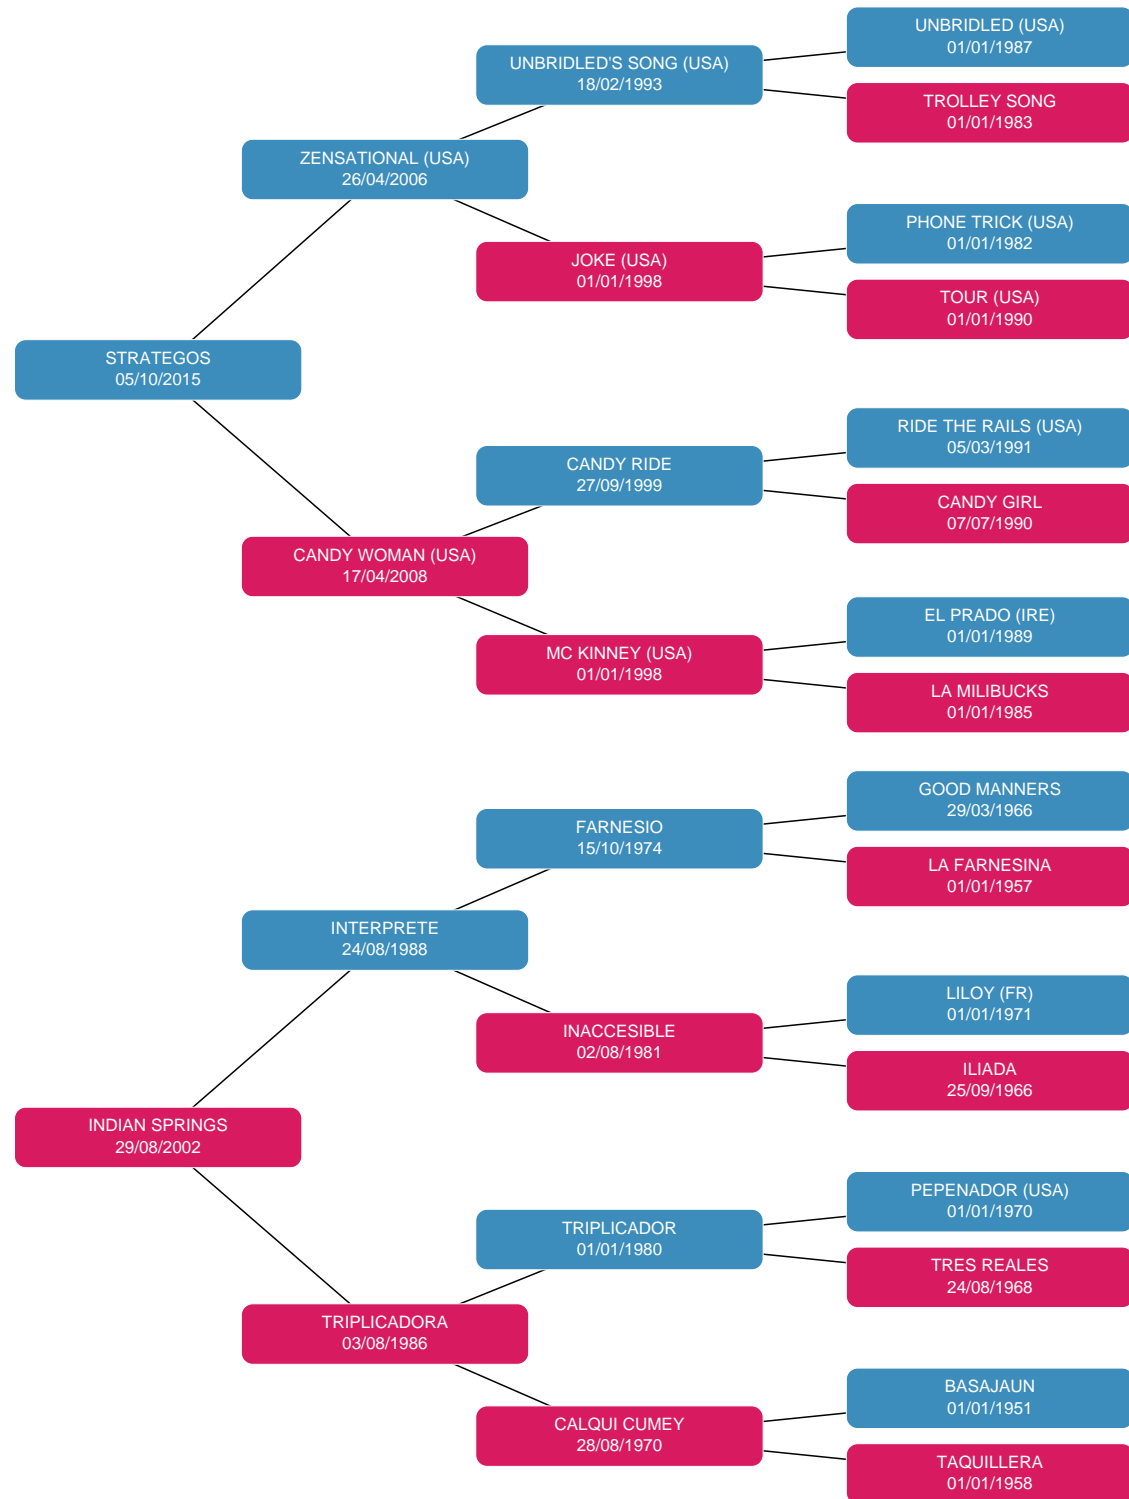 UNBRIDLED (USA)
01/01/1987
UNBRIDLED'S SONG (USA)
18/02/1993
TROLLEY SONG
01/01/1983
ZENSATIONAL (USA)
26/04/2006
PHONE TRICK (USA)
01/01/1982
JOKE (USA)
01/01/1998
TOUR (USA)
01/01/1990
STRATEGOS
05/10/2015
RIDE THE RAILS (USA)
05/03/1991
CANDY RIDE
27/09/1999
CANDY GIRL
07/07/1990
CANDY WOMAN (USA)
17/04/2008
EL PRADO (IRE)
01/01/1989
MC KINNEY (USA)
01/01/1998
LA MILIBUCKS
01/01/1985
GOOD MANNERS
29/03/1966
FARNESIO
15/10/1974
LA FARNESINA
01/01/1957
INTERPRETE
24/08/1988
LILOY (FR)
01/01/1971
INACCESIBLE
02/08/1981
ILIADA
25/09/1966
INDIAN SPRINGS
29/08/2002
PEPENADOR (USA)
01/01/1970
TRIPLICADOR
01/01/1980
TRES REALES
24/08/1968
TRIPLICADORA
03/08/1986
BASAJAUN
01/01/1951
CALQUI CUMEY
28/08/1970
TAQUILLERA
01/01/1958